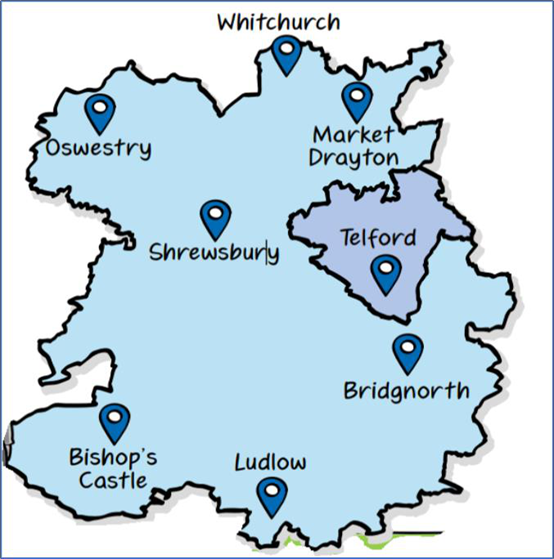 Whitchurch
Oswestry
Market
Drayton
Shrewsbury
Telford
Bridgnorth
Bishop's
Castle
Ludlow